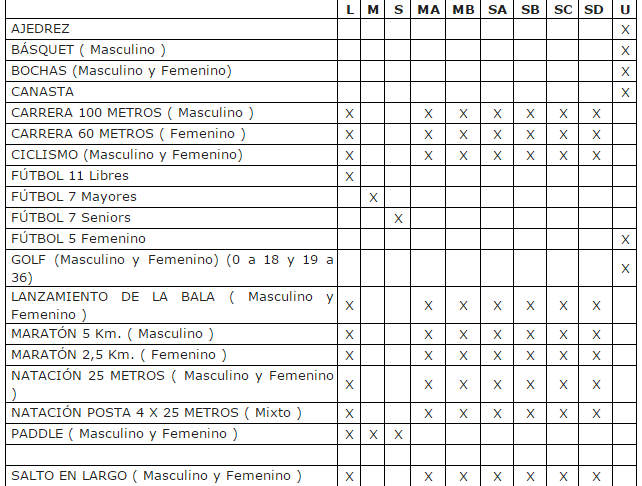 L M S MA MB SA SB SC SD U
AJEDREZ X
BÁSQUET ( Masculino ) X
BOCHAS (Masculino y Femenino) X
CANASTA X
CARRERA 100 METROS ( Masculino ) X X X X X X X
CARRERA 60 METROS ( Femenino ) X X X X X X X
CICLISMO (Masculino y Femenino) X X X X X X X
FÚTBOL 11 Libres X
FÚTBOL 7 Mayores X
FÚTBOL 7 Seniors X
FÚTBOL 5 Femenino X
GOLF (Masculino y Femenino) (0 a 18 y 19 a
36) X
LANZAMIENTO DE LA BALA ( Masculino y
Femenino ) X X X X X X X
MARATÓN 5 Km. ( Masculino ) X X X X X X X
MARATÓN 2,5 Km. ( Femenino ) X X X X X X X
NATACIÓN 25 METROS ( Masculino y Femenino
) X X X X X X X
NATACIÓN POSTA 4 X 25 METROS ( Mixto ) X X X X X X X
PADDLE ( Masculino y Femenino ) X X X
SALTO EN LARGO ( Masculino y Femenino ) X X X X X X X